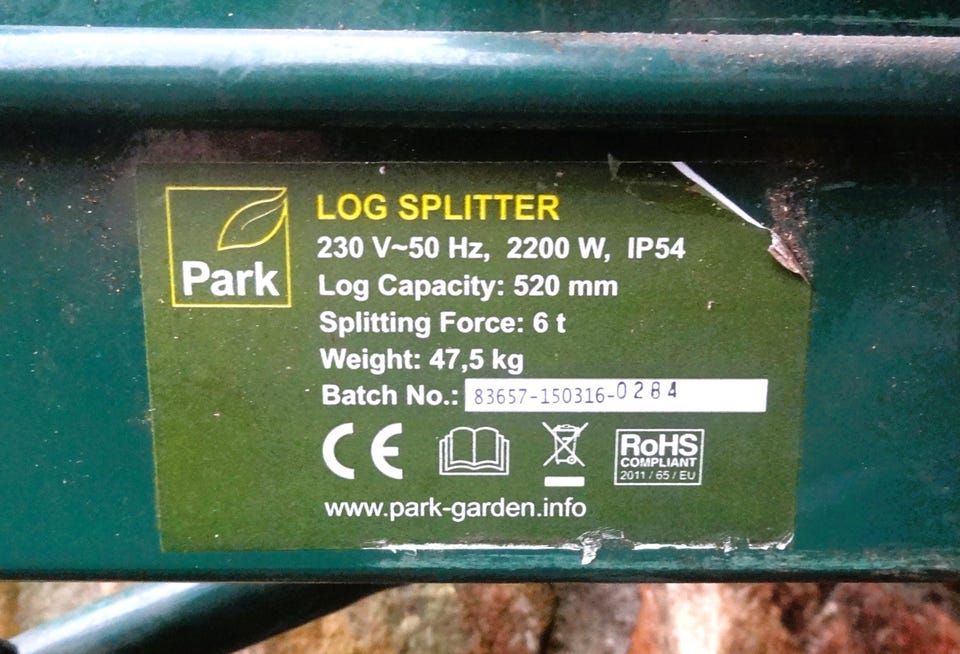 Park
LOG SPLITTER
230 V~50 Hz, 2200 W, IP54
Log Capacity: 520 mm
Splitting Force: 6 t
Weight: 47,5 kg
Batch No.: 83657-150316-0284
CE
RoHS
COMPLIANT
2011 / 65 / EU
www.park-garden.info